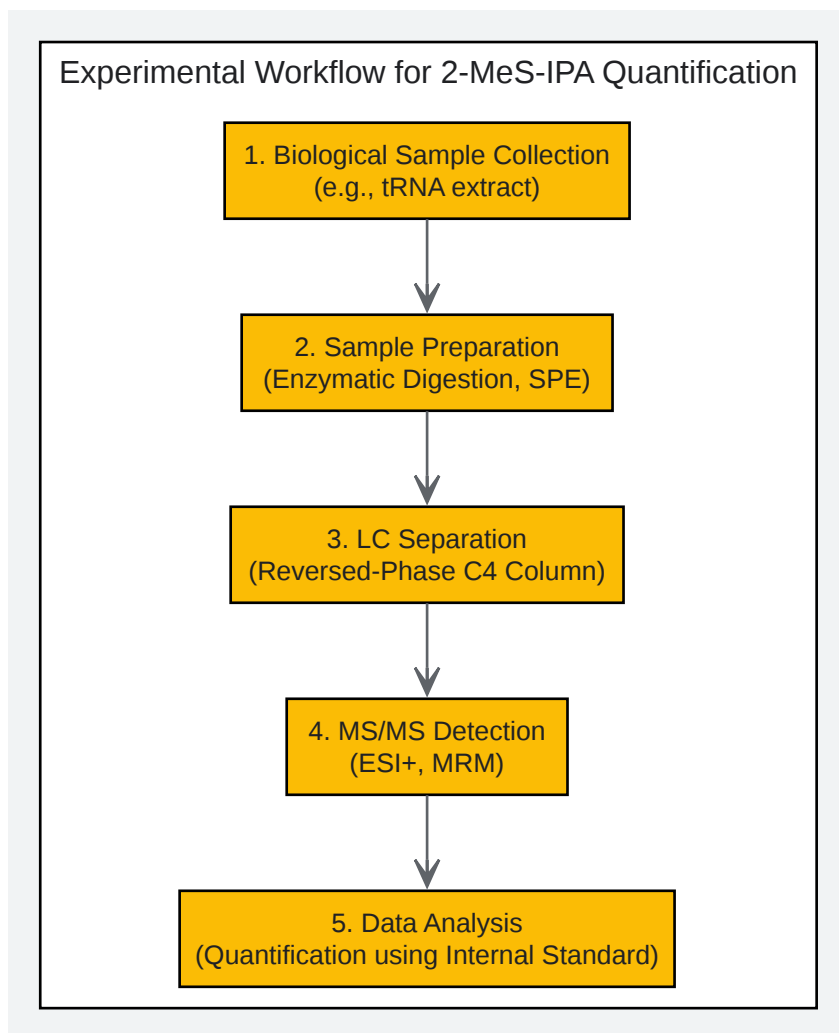 Experimental Workflow for 2-MeS-IPA Quantification
1. Biological Sample Collection
(e.g., tRNA extract)
2. Sample Preparation
(Enzymatic Digestion, SPE)
3. LC Separation
(Reversed-Phase C4 Column)
4. MS/MS Detection
(ESI+, MRM)
5. Data Analysis
(Quantification using Internal Standard)